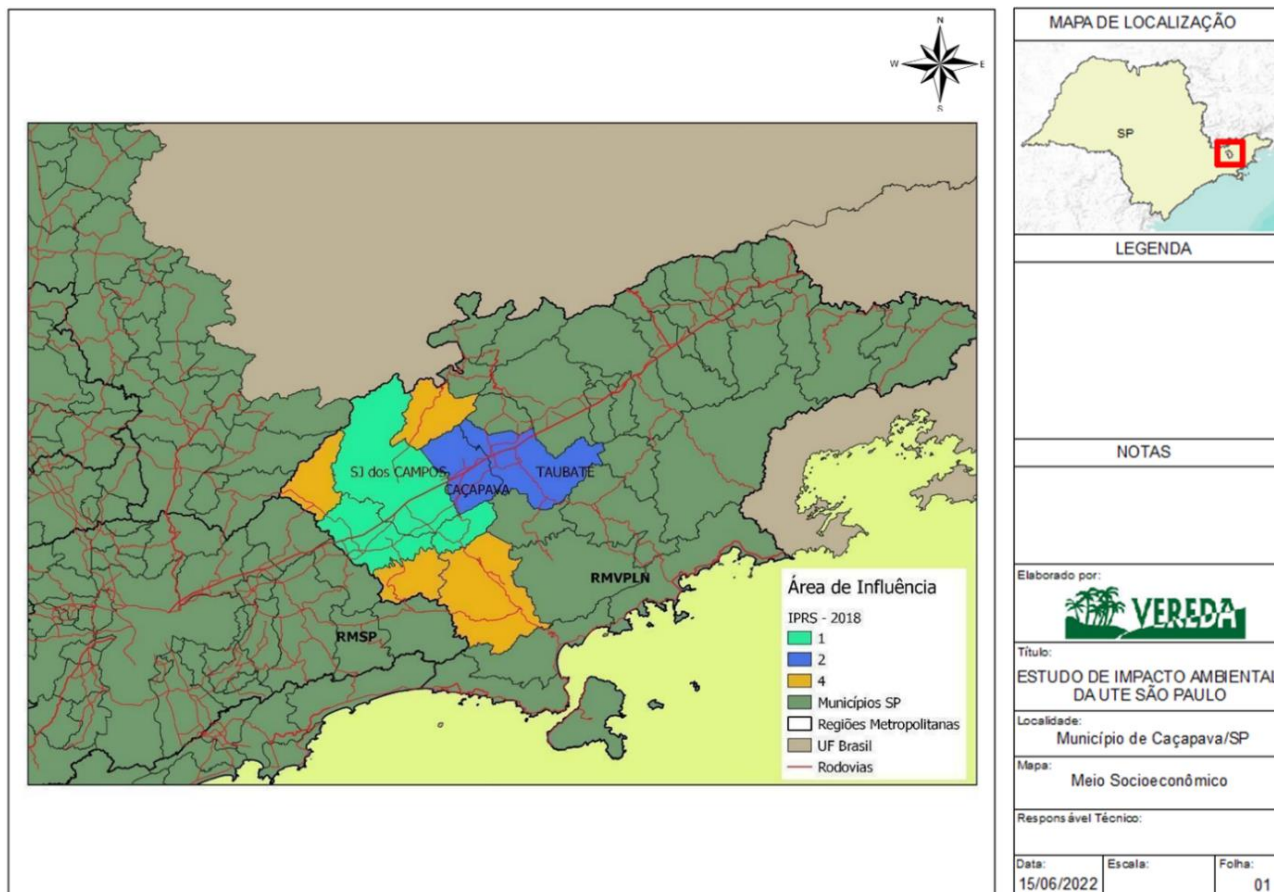 N
W
E
S
SJ dos CAMPOS
CAÇAPAVA
TAUBATÉ
RMVPLN
RMSP
Área de Influência
IPRS - 2018
1
2
4
Municípios SP
Regiões Metropolitanas
UF Brasil
Rodovias
MAPA DE LOCALIZAÇÃO
SP
LEGENDA
NOTAS
Elaborado por:
VEREDA
Título:
ESTUDO DE IMPACTO AMBIENTAL
DA UTE SÃO PAULO
Localidade:
Município de Caçapava/SP
Mapa:
Meio Socioeconômico
Responsável Técnico:
Data:
15/06/2022
Escala:
Folha:
01